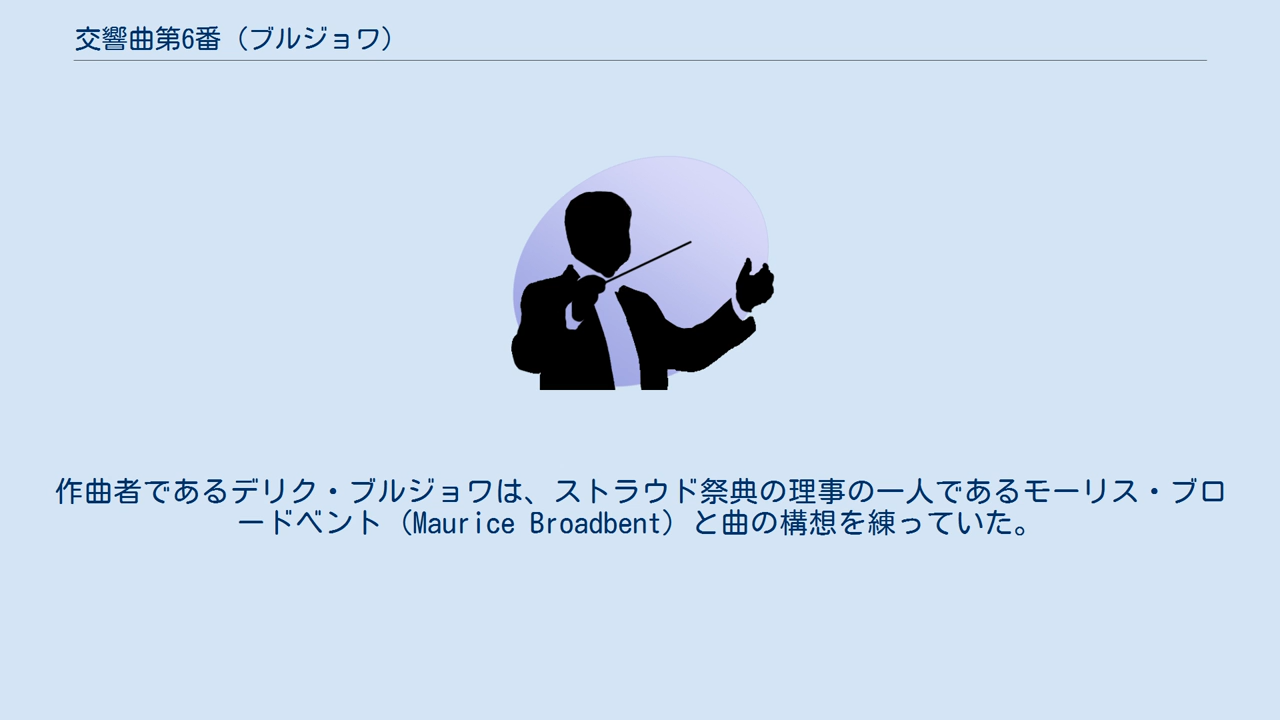 交響曲第6番（ブルジョワ）
作曲者であるデリク・ブルジョワは、ストラウド祭典の理事の一人であるモーリス・ブロ
ードベント（Maurice Broadbent）と曲の構想を練っていた。